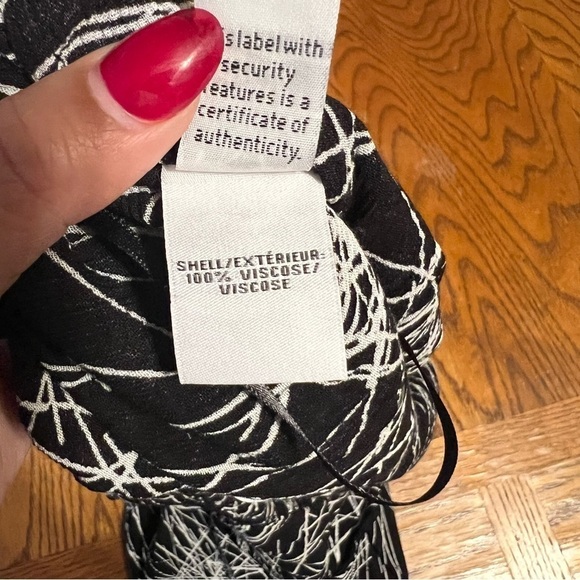 label with
security
features is a
certificate of
authenticity.
SHELL/EXTÉRIEUR:
100% VISCOSE/
VISCOSE